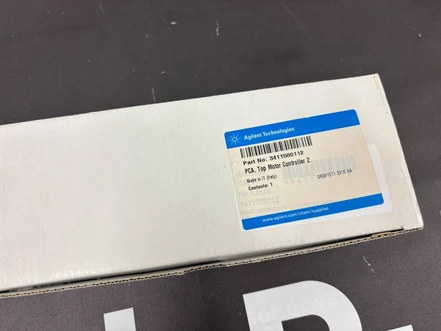 Agilent Technologies
Part No: 3411500112
PCA, Top Motor Controller 2
Made in IT (Italy)
Contents: 1
3411500112
www.agilent.com/chem/supplies